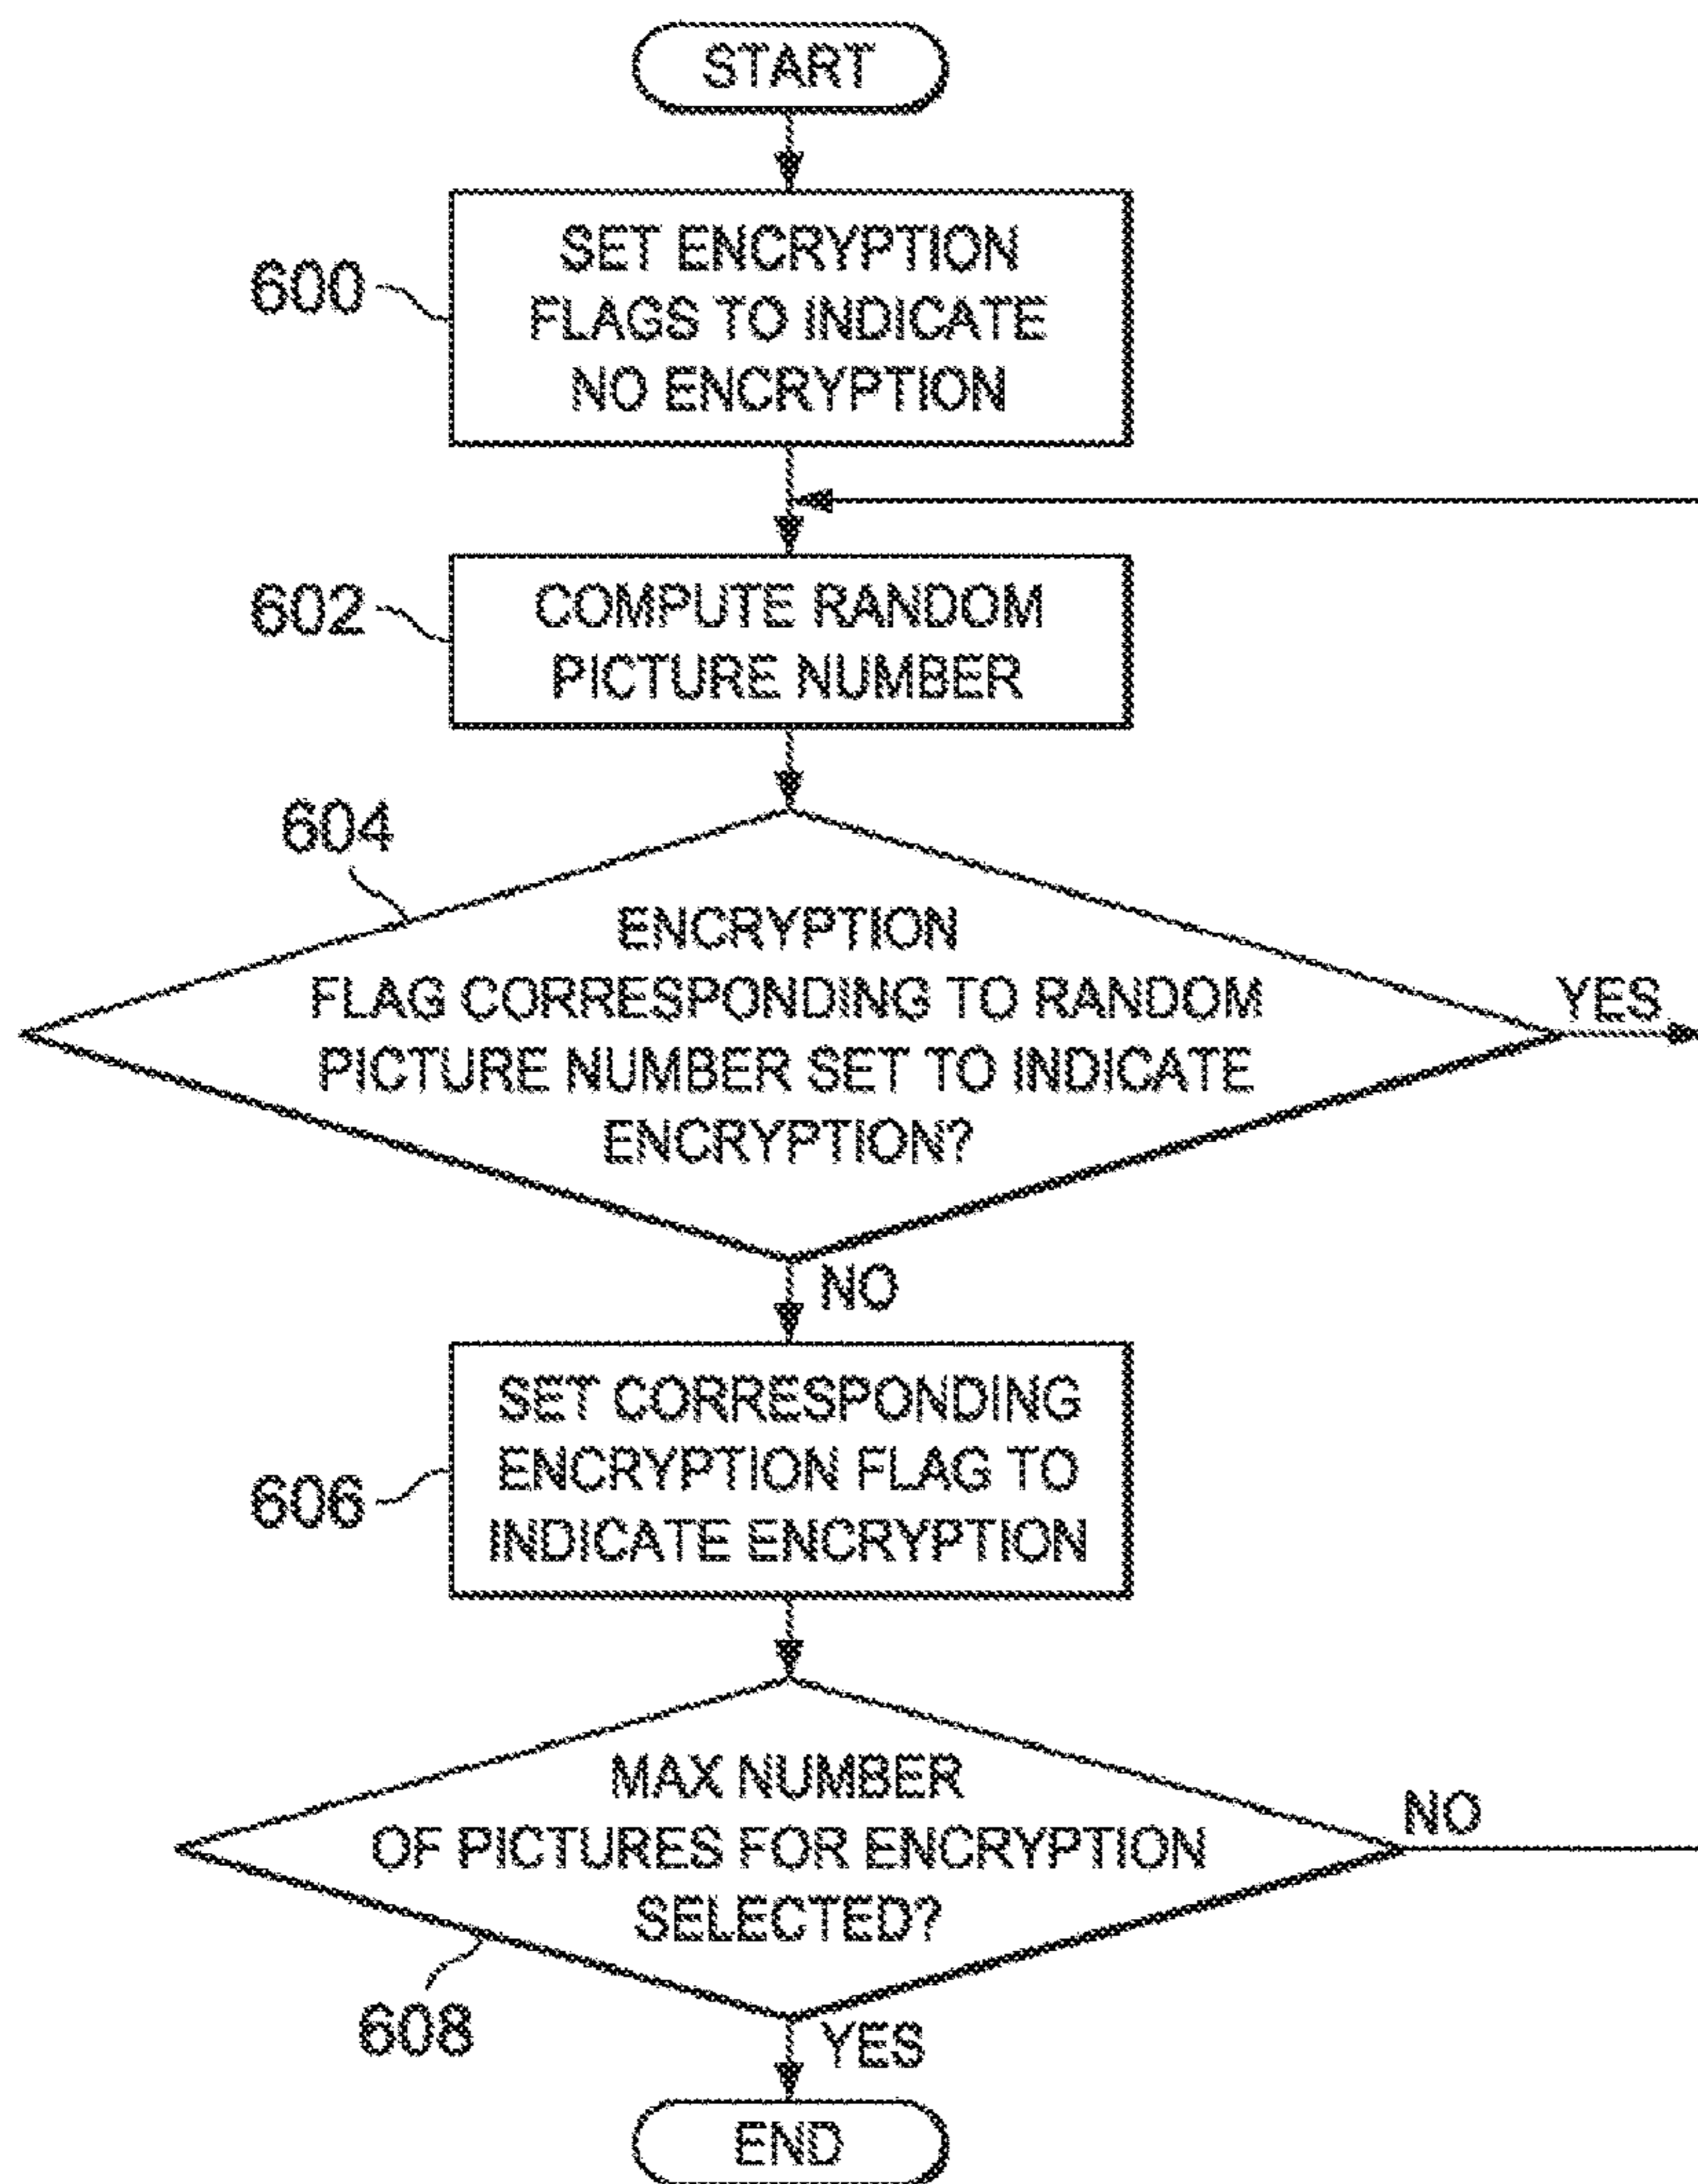 START
600
SET ENCRYPTION
FLAGS TO INDICATE
NO ENCRYPTION
602
COMPUTE RANDOM
PICTURE NUMBER
604
ENCRYPTION
FLAG CORRESPONDING TO RANDOM
PICTURE NUMBER SET TO INDICATE
ENCRYPTION?
YES
NO
606
SET CORRESPONDING
ENCRYPTION FLAG TO
INDICATE ENCRYPTION
MAX NUMBER
OF PICTURES FOR ENCRYPTION
SELECTED?
NO
608
YES
END